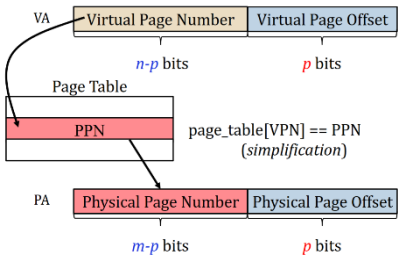 VA Virtual Page Number Virtual Page Offset
n-p bits p bits
Page Table
PPN
page_table[VPN] == PPN
(simplification)
PA Physical Page Number Physical Page Offset
m-p bits p bits